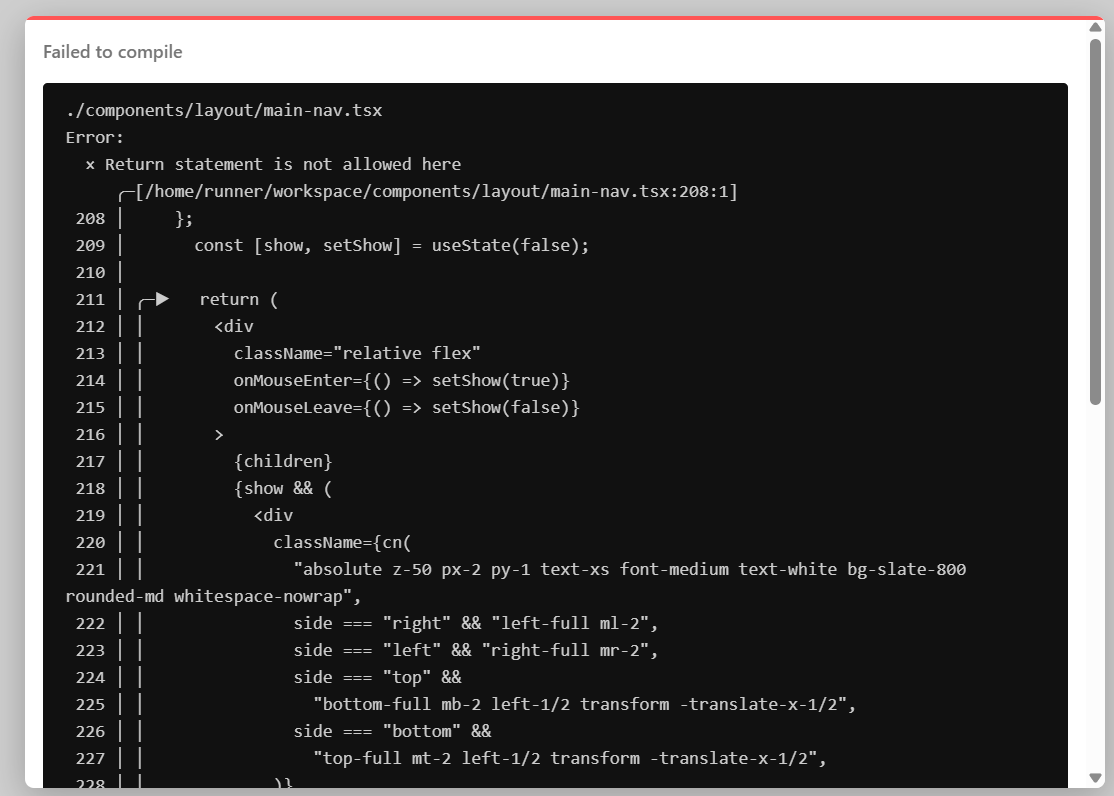 Failed to compile
./components/layout/main-nav.tsx
Error:
× Return statement is not allowed here
╭─[/home/runner/workspace/components/layout/main-nav.tsx:208:1]
208 │ };
209 │ const [show, setShow] = useState(false);
210 │
211 │ ╭─▶ return (
212 │ │ <div
213 │ │ className="relative flex"
214 │ │ onMouseEnter={() => setShow(true)}
215 │ │ onMouseLeave={() => setShow(false)}
216 │ │ >
217 │ │ {children}
218 │ │ {show && (
219 │ │ <div
220 │ │ className={cn(
221 │ │ "absolute z-50 px-2 py-1 text-xs font-medium text-white bg-slate-800
rounded-md whitespace-nowrap",
222 │ │ side === "right" && "left-full ml-2",
223 │ │ side === "left" && "right-full mr-2",
224 │ │ side === "top" &&
225 │ │ "bottom-full mb-2 left-1/2 transform -translate-x-1/2",
226 │ │ side === "bottom" &&
227 │ │ "top-full mt-2 left-1/2 transform -translate-x-1/2",
228 │ │ )}